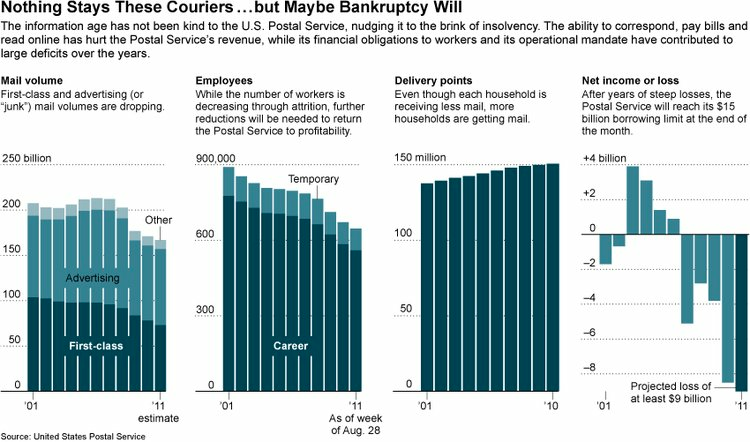 Nothing Stays These Couriers…but Maybe Bankruptcy Will
The information age has not been kind to the U.S. Postal Service, nudging it to the brink of insolvency. The ability to correspond, pay bills and
read online has hurt the Postal Service's revenue, while its financial obligations to workers and its operational mandate have contributed to
large deficits over the years.
Mail volume
First-class and advertising (or
“junk”) mail volumes are dropping.
250 billion
200
150
100
50
0
Other
Advertising
First-class
’01
’11
estimate
Employees
While the number of workers is
decreasing through attrition, further
reductions will be needed to return
the Postal Service to profitability.
900,000
600
300
0
Temporary
Career
’01
’11
As of week
of Aug. 28
Delivery points
Even though each household is
receiving less mail, more
households are getting mail.
150 million
100
50
0
’01
’10
Net income or loss
After years of steep losses, the
Postal Service will reach its $15
billion borrowing limit at the end of
the month.
+4 billion
+2
0
–2
–4
–6
–8
Projected loss of
at least $9 billion
’01
’11
Source: United States Postal Service